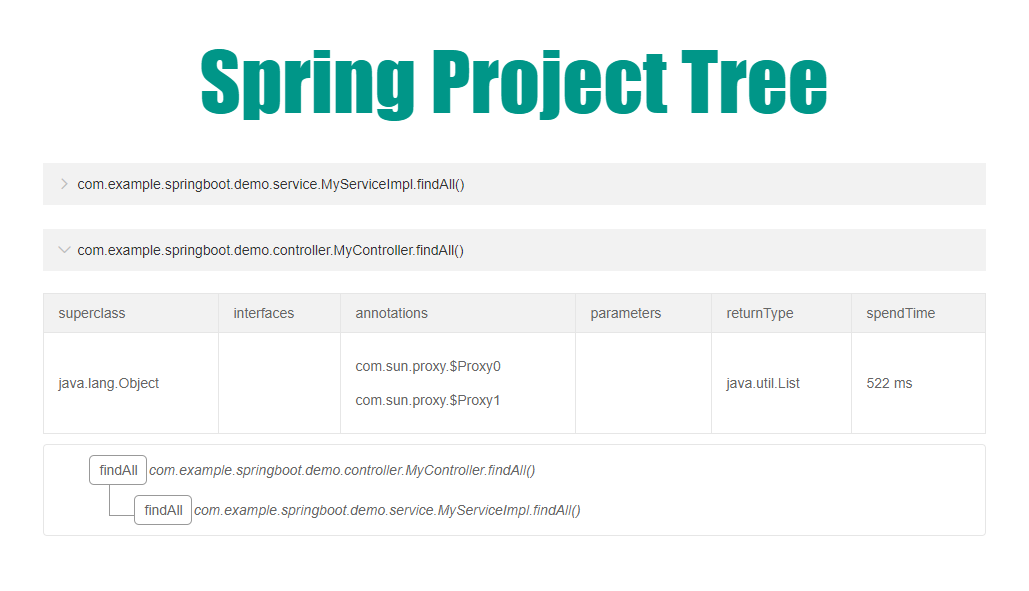 Spring Project Tree
com.example.springboot.demo.service.MyServiceImpl.findAll()
com.example.springboot.demo.controller.MyController.findAll()
superclass interfaces annotations parameters returnType spendTime
com.sun.proxy.$Proxy0
java.lang.Object java.util.List 522 ms
com.sun.proxy.$Proxy1
findAll com.example.springboot.demo.controller.MyController.findAll()
findAll com.example.springboot.demo.service.MyServiceImpl.findAll()